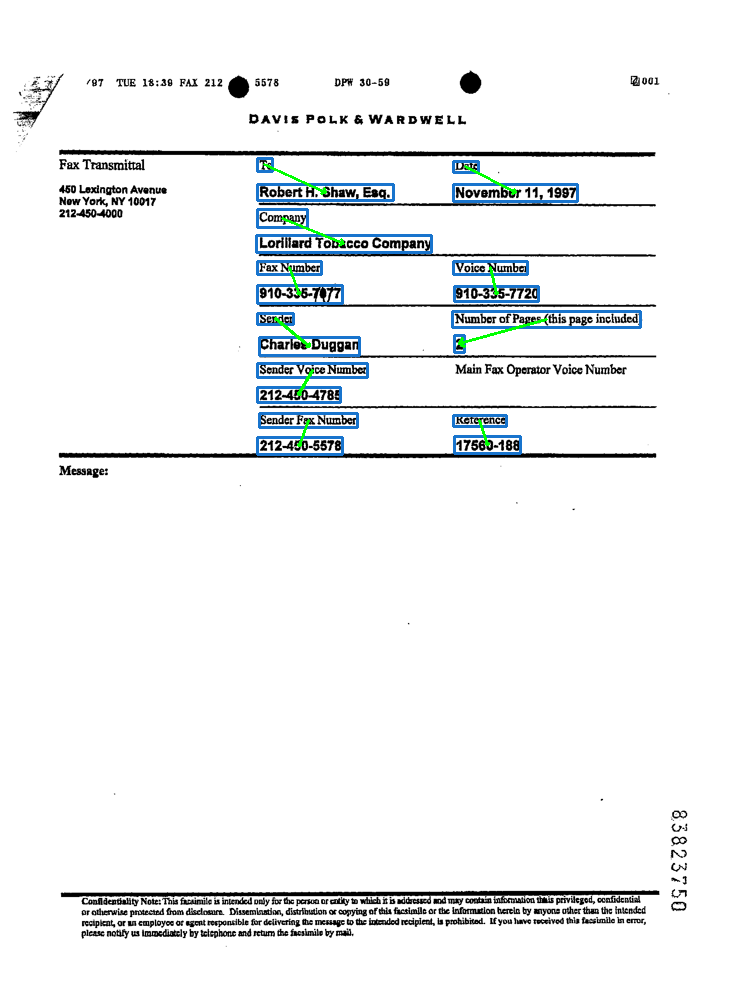 /97 TUE 18:39 FAX 212 5578 DPW 30-59 001
DAVIS POLK & WARDWELL
Fax Transmittal
450 Lexington Avenue
New York, NY 10017
212-450-4000
To
Date
Robert H. Shaw, Esq.
November 11, 1997
Company
Lorillard Tobacco Company
Fax Number
Voice Number
910-335-7077
910-335-7720
Sender
Number of Pages (this page included
Charles Duggan
2
Sender Voice Number
Main Fax Operator Voice Number
212-450-4785
Sender Fax Number
Reference
212-450-5578
17560-188
Message:
83823750
Confidentiality Note: This facsimile is intended only for the person or entity to which it is addressed and may contain information that is privileged, confidential
or otherwise protected from disclosure. Dissemination, distribution or copying of this facsimile or the information herein by anyone other than the intended
recipient, or an employee or agent responsible for delivering the message to the intended recipient, is prohibited. If you have received this facsimile in error,
please notify us immediately by telephone and return the facsimile by mail.